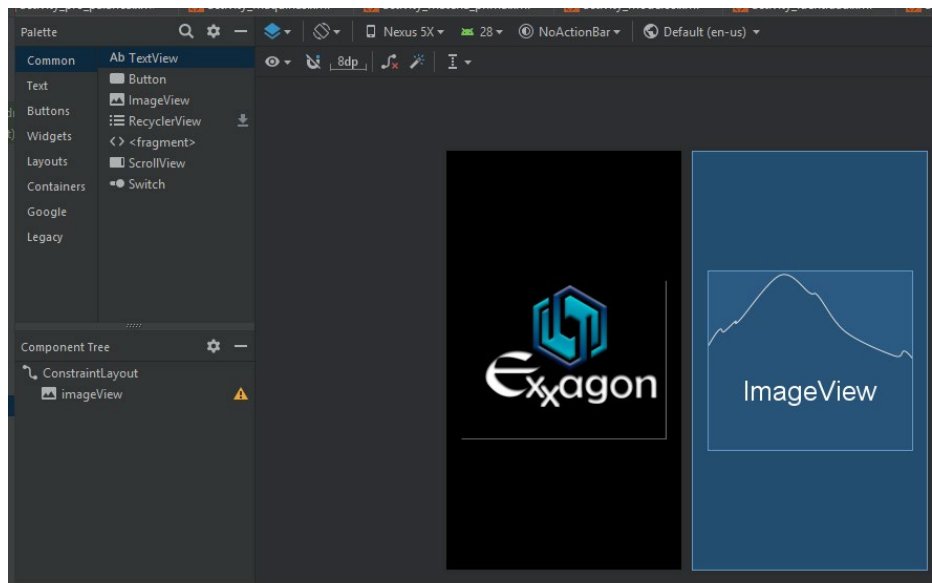 Palette
Nexus 5X
28
NoActionBar
Default (en-us)
Common
Text
Buttons
Widgets
Layouts
Containers
Google
Legacy
Ab TextView
Button
ImageView
RecyclerView
<fragment>
ScrollView
Switch
8dp
Component Tree
ConstraintLayout
imageView
Exxagon
ImageView